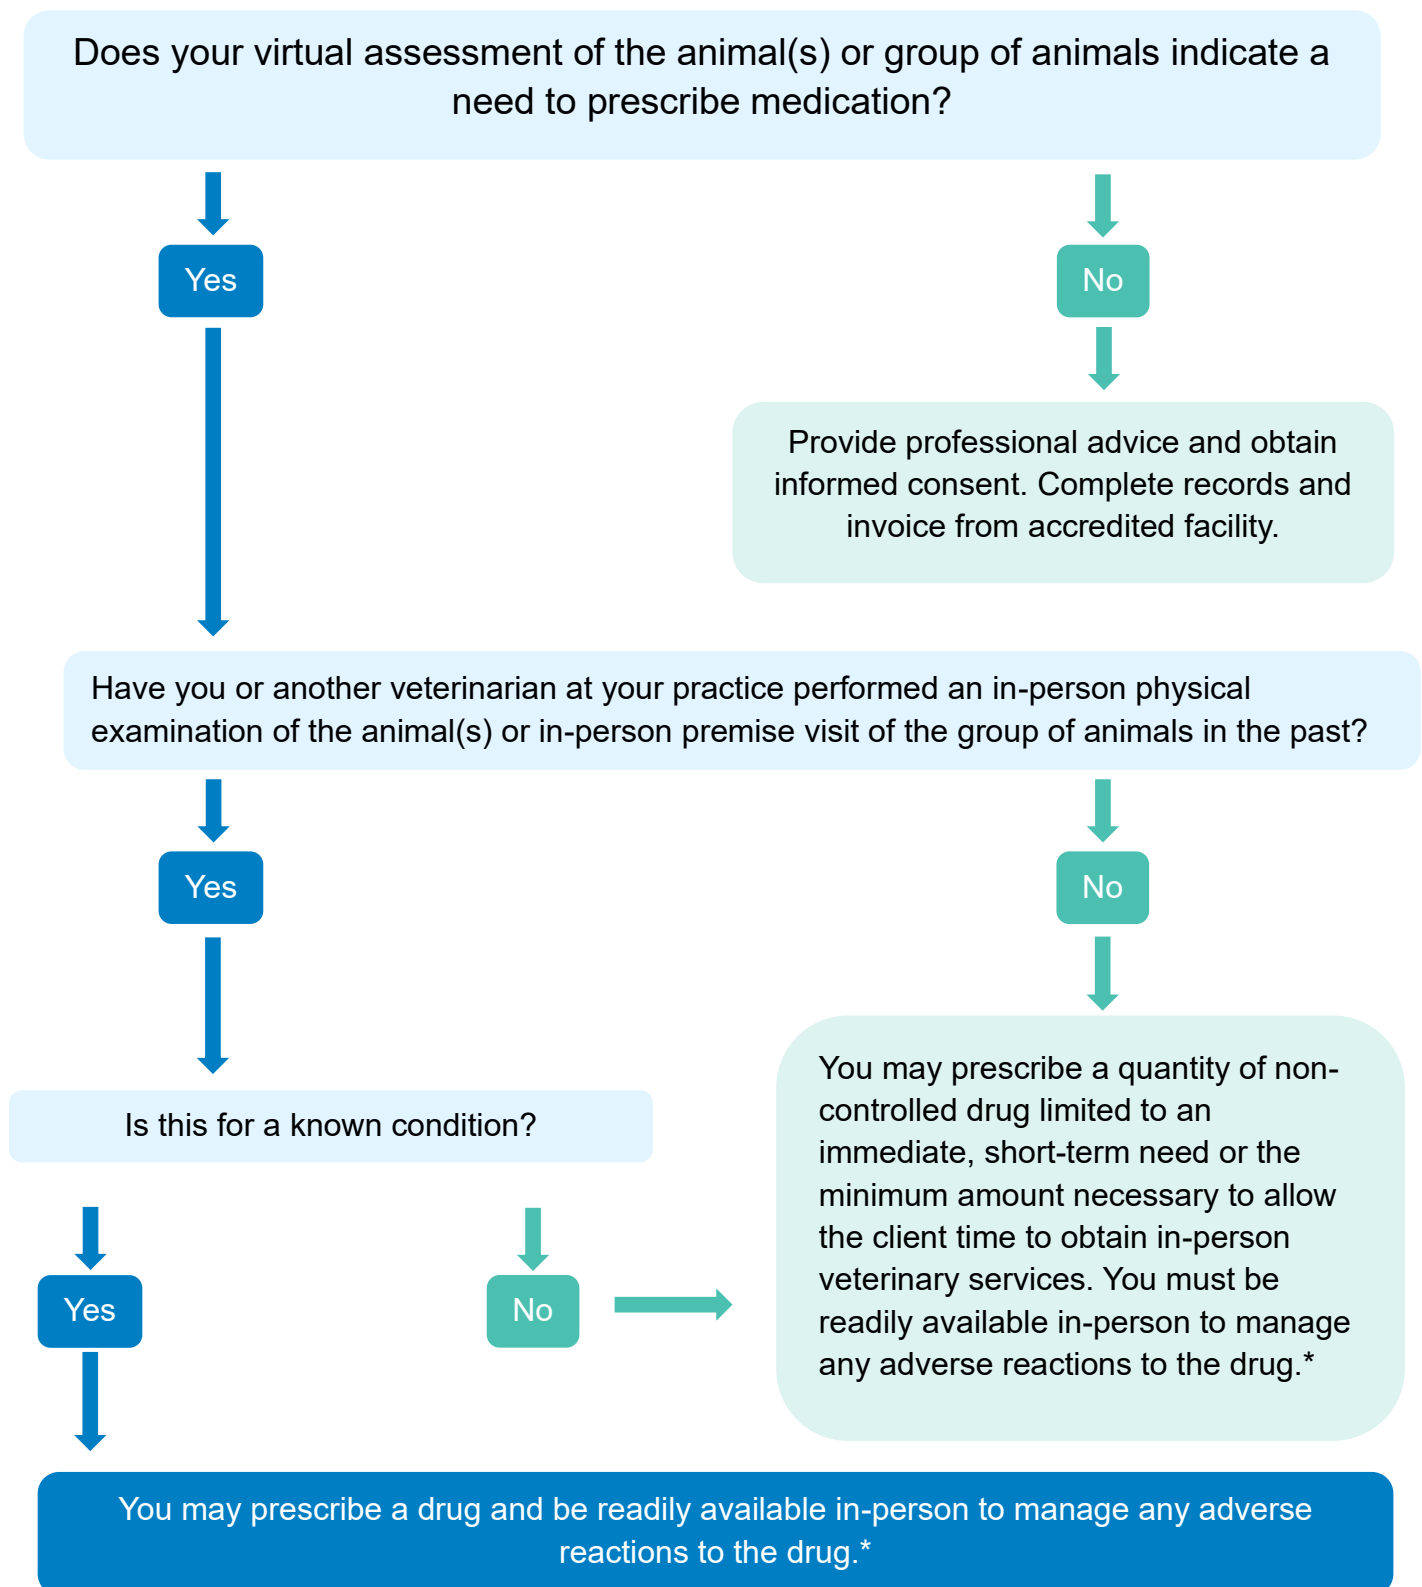 Does your virtual assessment of the animal(s) or group of animals indicate a
need to prescribe medication?
Yes
No
Provide professional advice and obtain
informed consent. Complete records and
invoice from accredited facility.
Have you or another veterinarian at your practice performed an in-person physical
examination of the animal(s) or in-person premise visit of the group of animals in the past?
Yes
No
Is this for a known condition?
Yes
No
You may prescribe a quantity of non-
controlled drug limited to an
immediate, short-term need or the
minimum amount necessary to allow
the client time to obtain in-person
veterinary services. You must be
readily available in-person to manage
any adverse reactions to the drug.*
You may prescribe a drug and be readily available in-person to manage any adverse
reactions to the drug.*